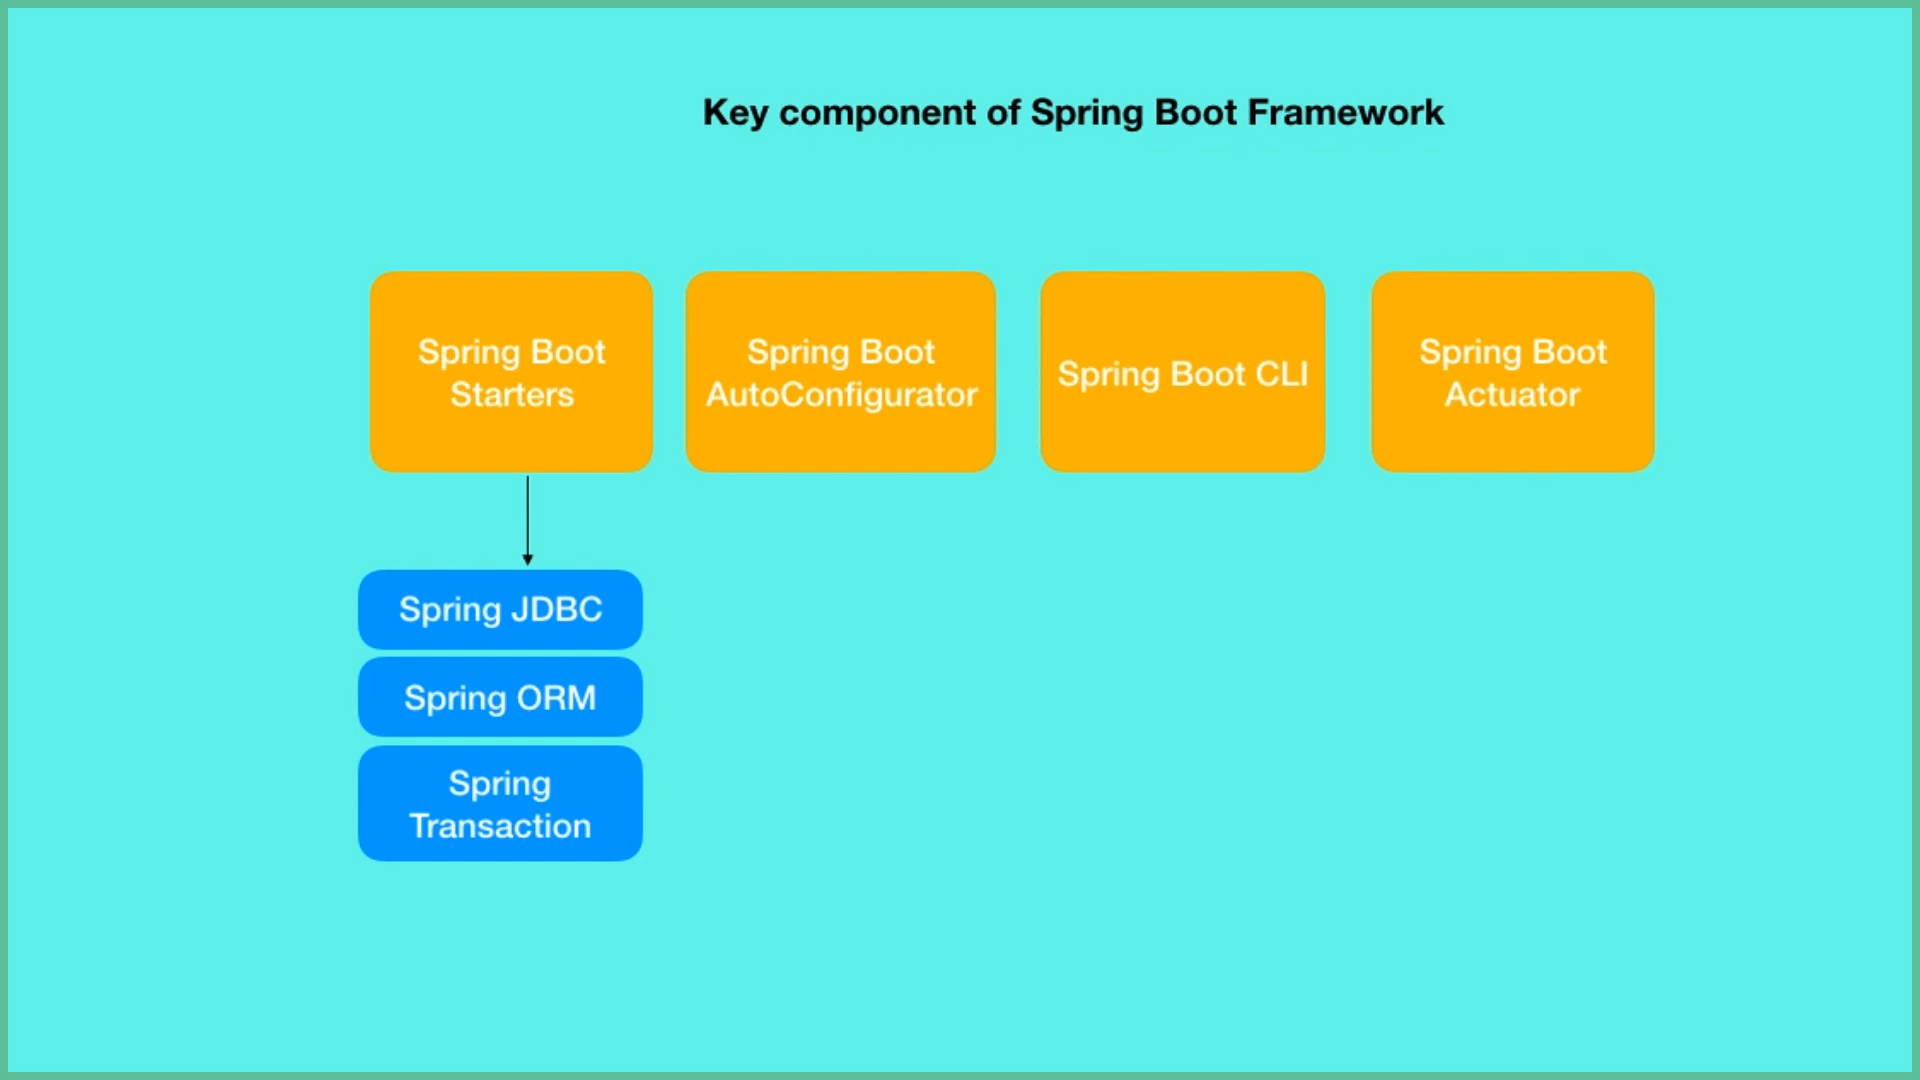 Key component of Spring Boot Framework
Spring Boot
Starters
Spring Boot
AutoConfigurator
Spring Boot CLI
Spring Boot
Actuator
Spring JDBC
Spring ORM
Spring
Transaction